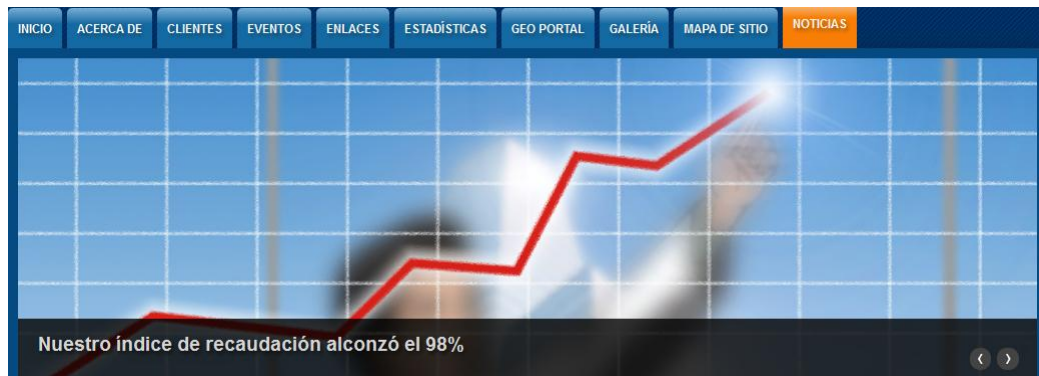 INICIO ACERCA DE CLIENTES EVENTOS ENLACES ESTADÍSTICAS GEO PORTAL GALERÍA MAPA DE SITIO NOTICIAS
Nuestro índice de recaudación alconzó el 98%